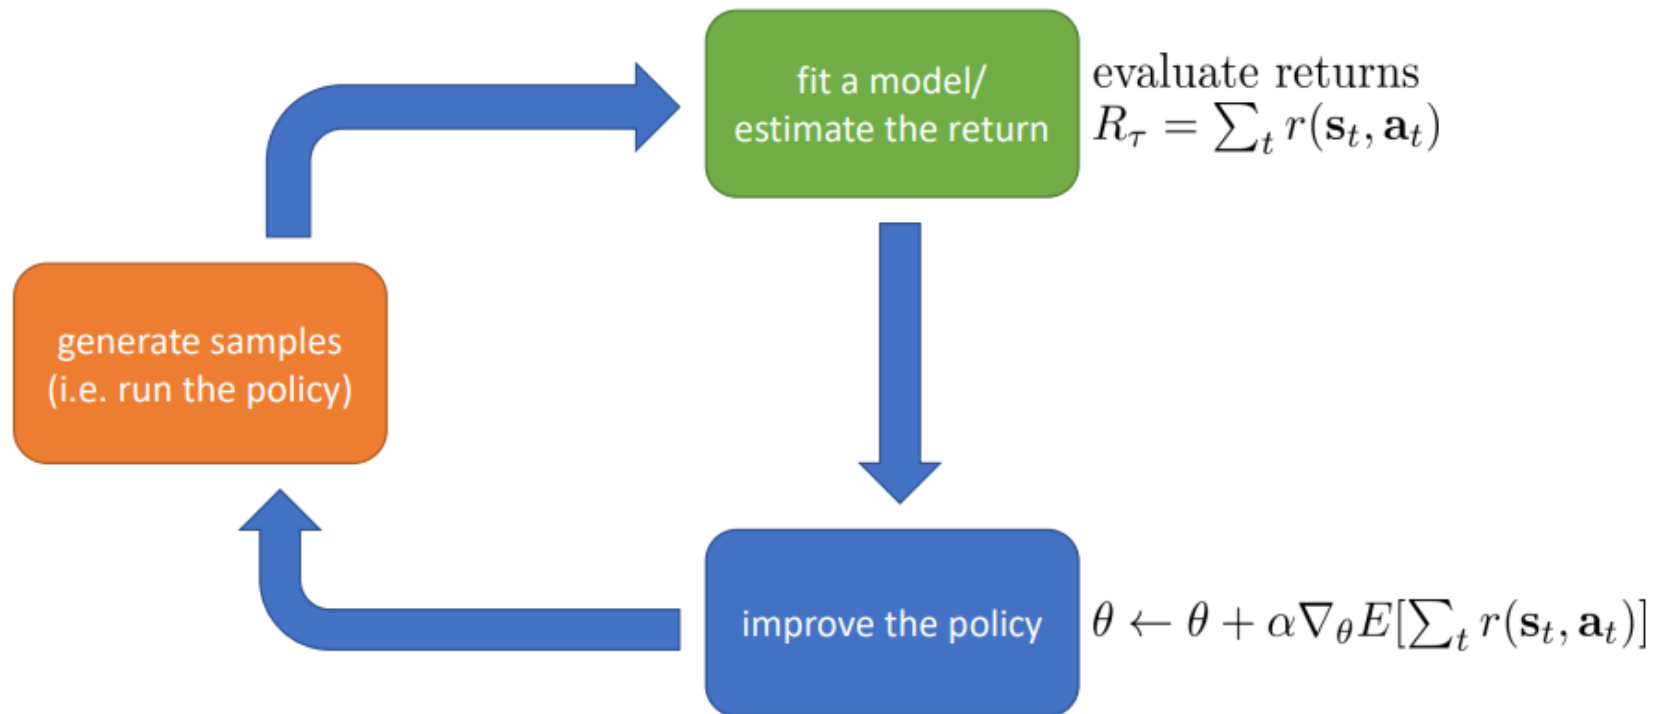 fit a model/
estimate the return
evaluate returns
R_τ = ∑_t r(𝐬_t, 𝐚_t)
generate samples
(i.e. run the policy)
improve the policy
θ ← θ + α∇_θ E[∑_t r(𝐬_t, 𝐚_t)]